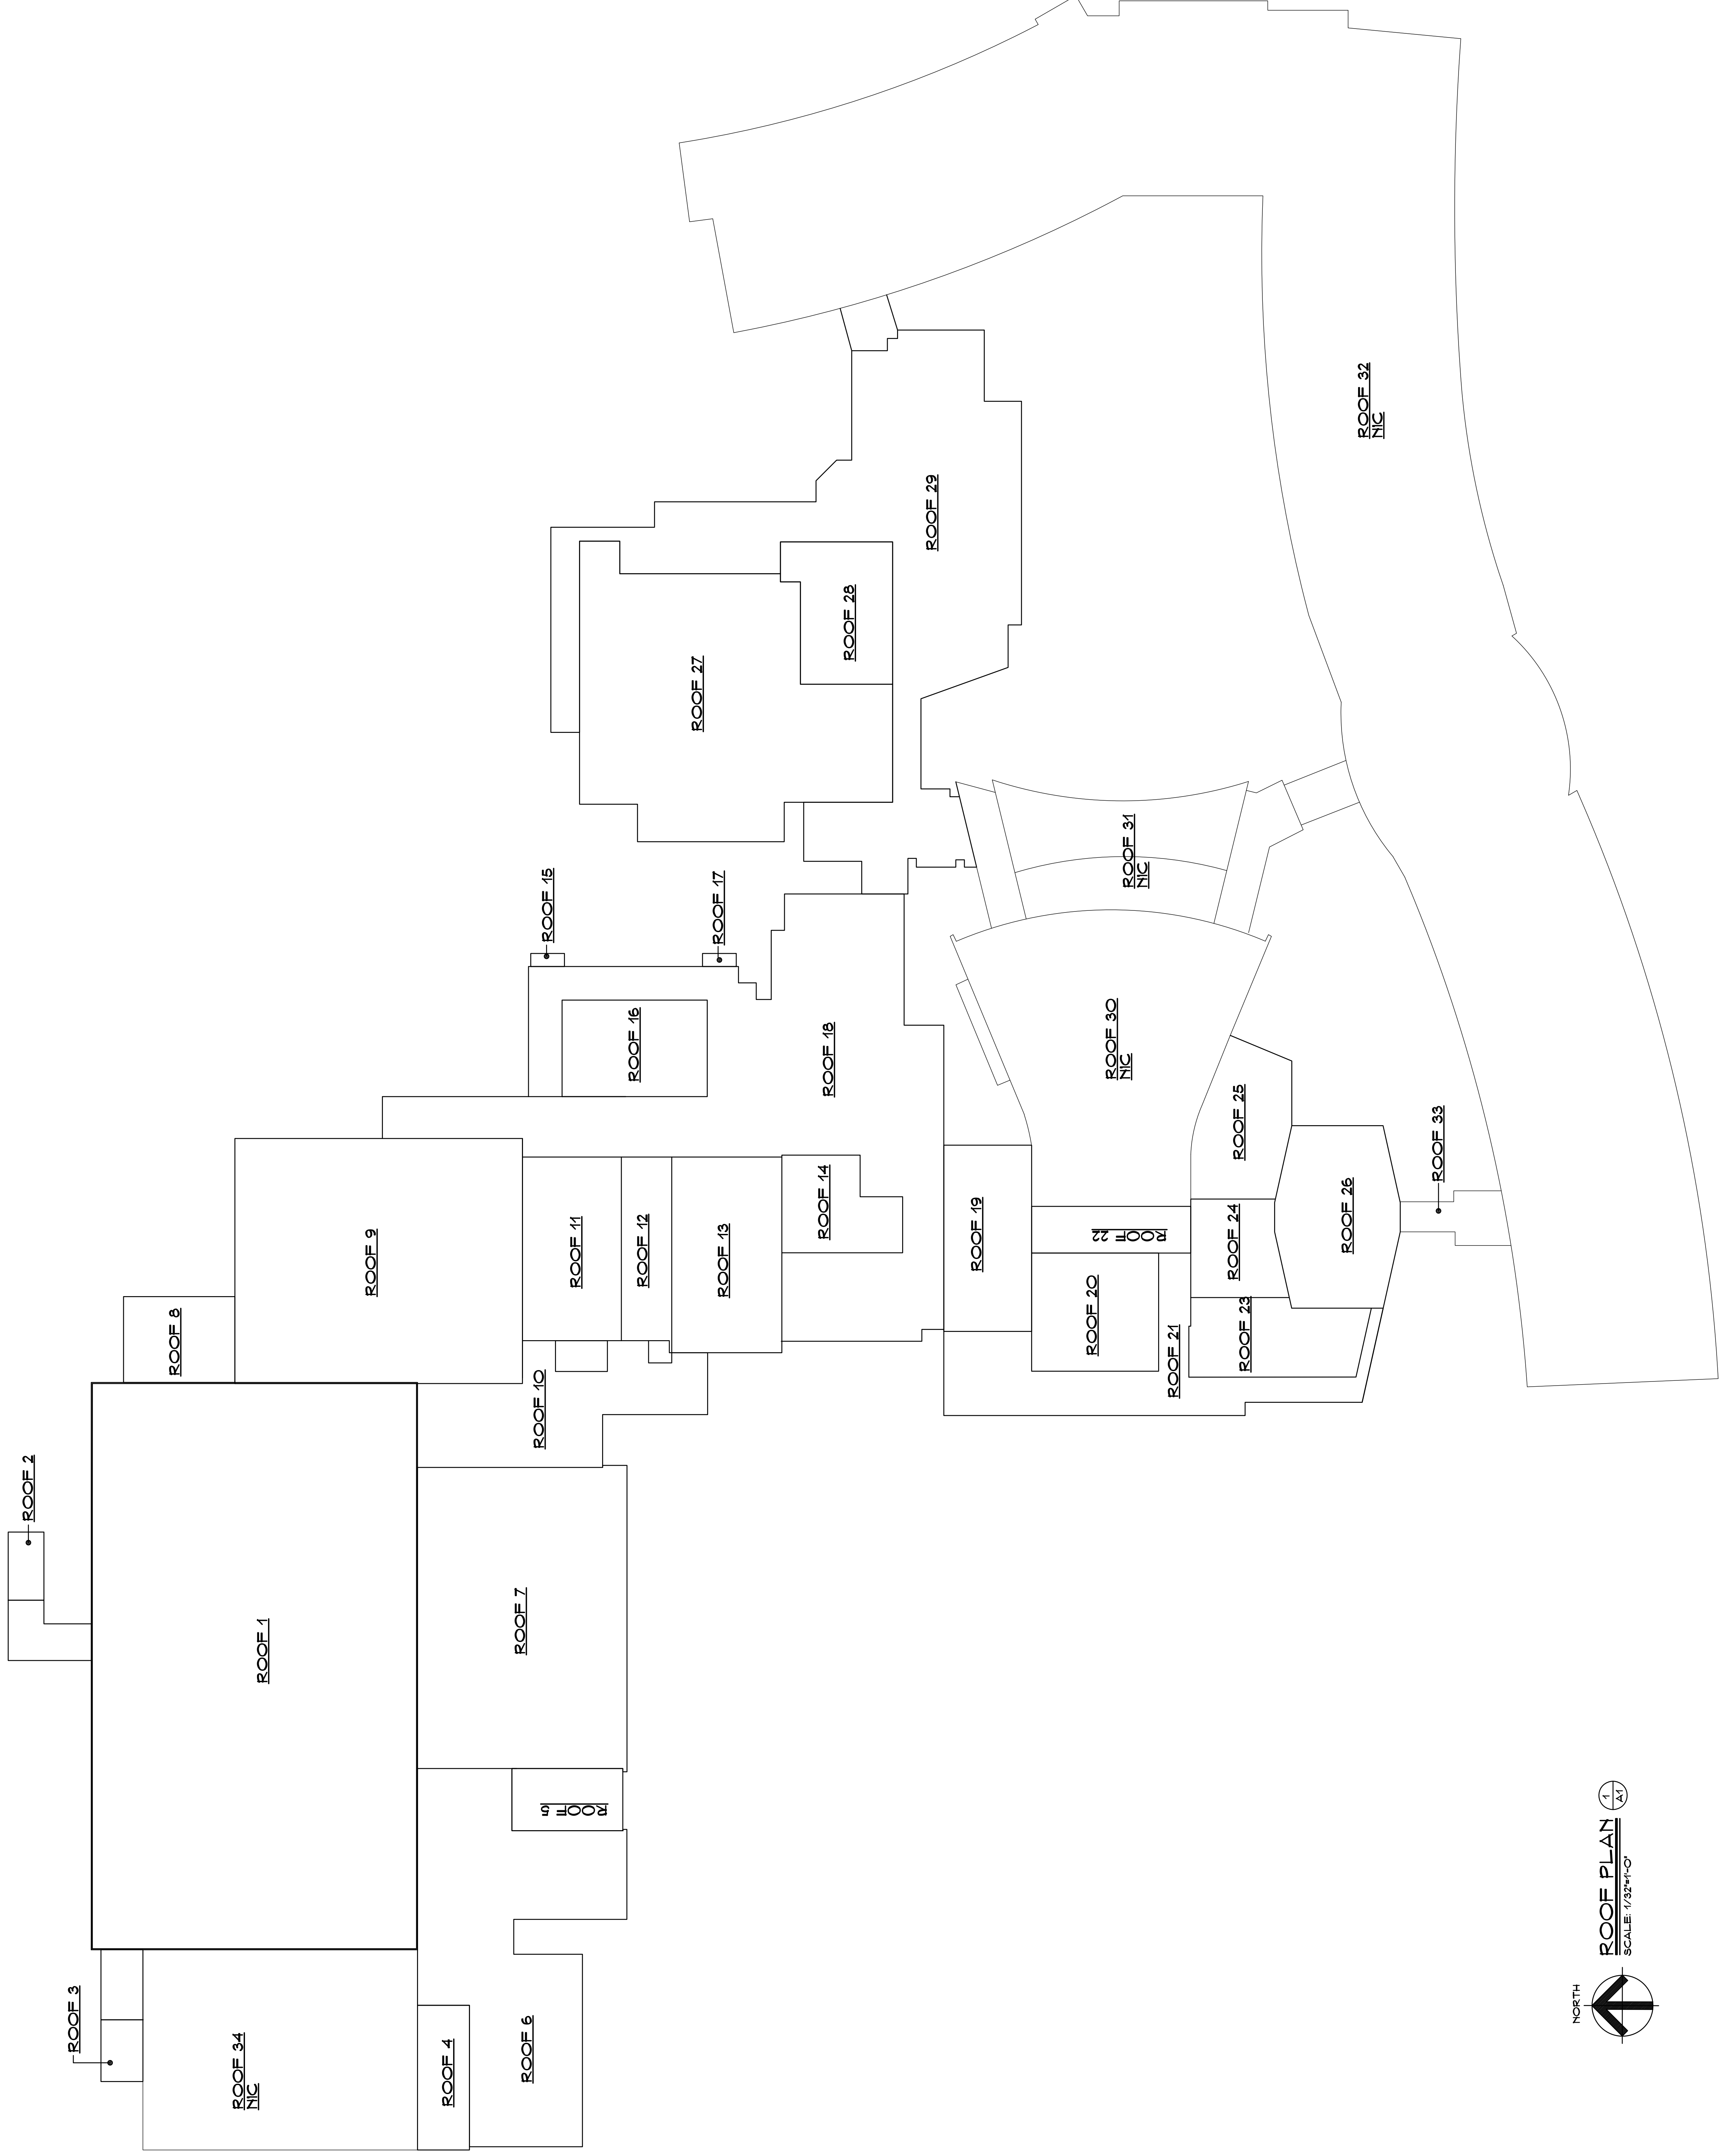 ROOF 1
ROOF 2
ROOF 3
ROOF 34
NIC
ROOF 4
ROOF 6
ROOF 5
ROOF 7
ROOF 8
ROOF 9
ROOF 10
ROOF 11
ROOF 12
ROOF 13
ROOF 14
ROOF 15
ROOF 16
ROOF 17
ROOF 18
ROOF 19
ROOF 20
ROOF 21
ROOF 22
ROOF 23
ROOF 24
ROOF 25
ROOF 26
ROOF 27
ROOF 28
ROOF 29
ROOF 30
NIC
ROOF 31
NIC
ROOF 32
NIC
ROOF 33
NORTH
ROOF PLAN
SCALE: 1/32"=1'-0"
1
A1